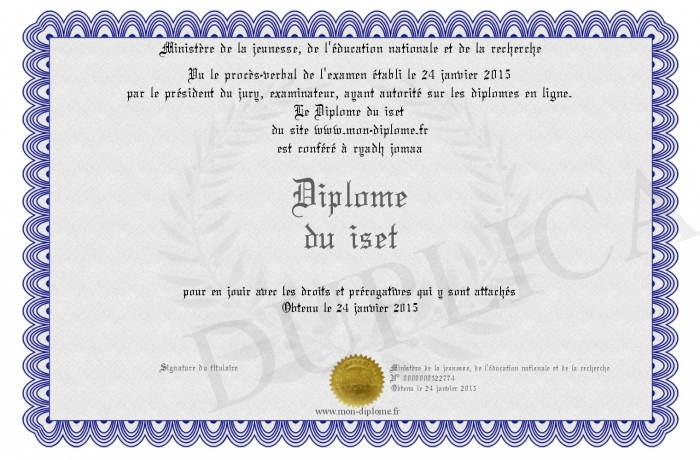 Ministère de la jeunesse, de l'éducation nationale et de la recherche
Vu le procès-verbal de l'examen établi le 24 janvier 2015
par le président du jury, examinateur, ayant autorité sur les diplomes en ligne.
Le Diplome du iset
du site www.mon-diplome.fr
est conféré à ryadh jomaa
Diplome
du iset
pour en jouir avec les droits et prérogatives qui y sont attachés
Obtenu le 24 janvier 2015
DUPLICA
Signature du titulaire
Ministère de la jeunesse, de l'éducation nationale et de la recherche
N° 0000000322774
Obtenu le 24 janvier 2015
www.mon-diplome.fr